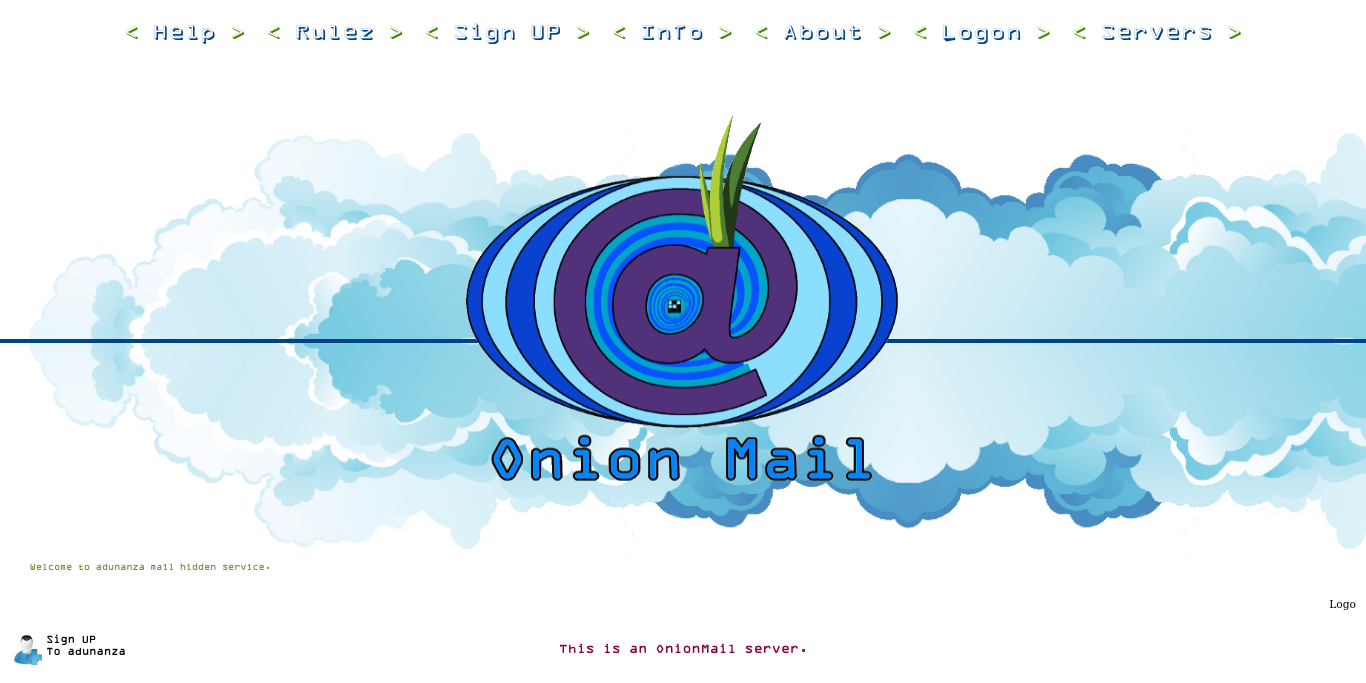 < Help > < Rulez > < Sign UP > < Info > < About > < Logon > < Servers >
@
Onion Mail
Welcome to adunanza mail hidden service.
Logo
Sign UP
To adunanza
This is an OnionMail server.